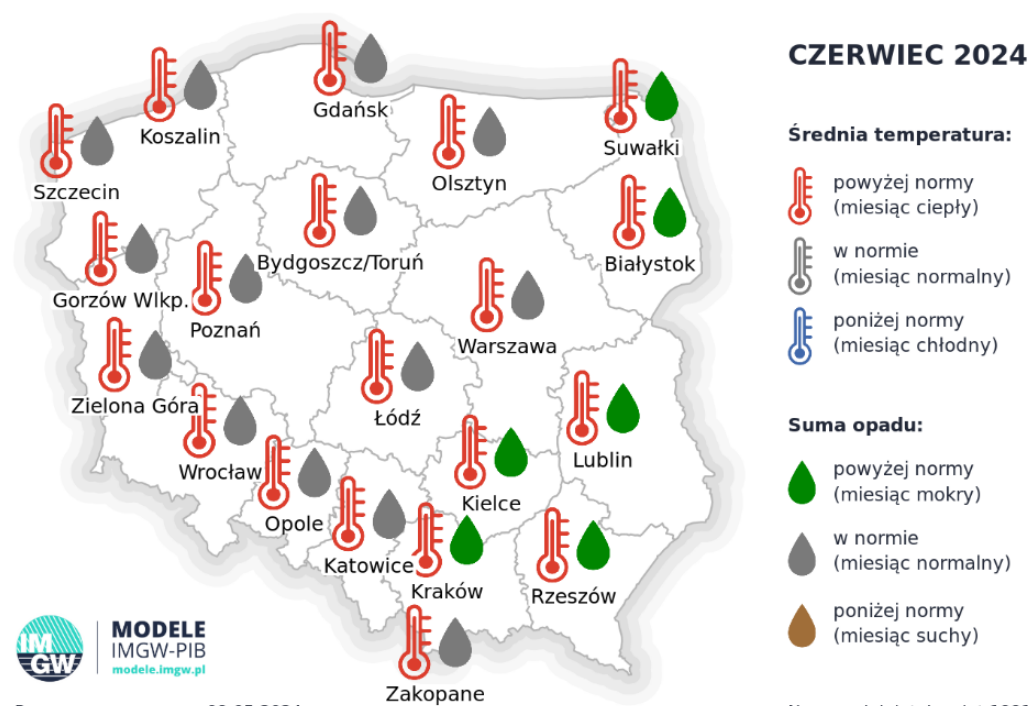 CZERWIEC 2024
Gdańsk
Koszalin
Suwałki
Szczecin
Olsztyn
Bydgoszcz/Toruń
Białystok
Gorzów Wlkp.
Poznań
Warszawa
Zielona Góra
Łódź
Wrocław
Lublin
Kielce
Opole
Katowice
Kraków
Rzeszów
Zakopane
Średnia temperatura:
powyżej normy
(miesiąc ciepły)
w normie
(miesiąc normalny)
poniżej normy
(miesiąc chłodny)
Suma opadu:
powyżej normy
(miesiąc mokry)
w normie
(miesiąc normalny)
poniżej normy
(miesiąc suchy)
IM
GW
MODELE
IMGW-PIB
modele.imgw.pl